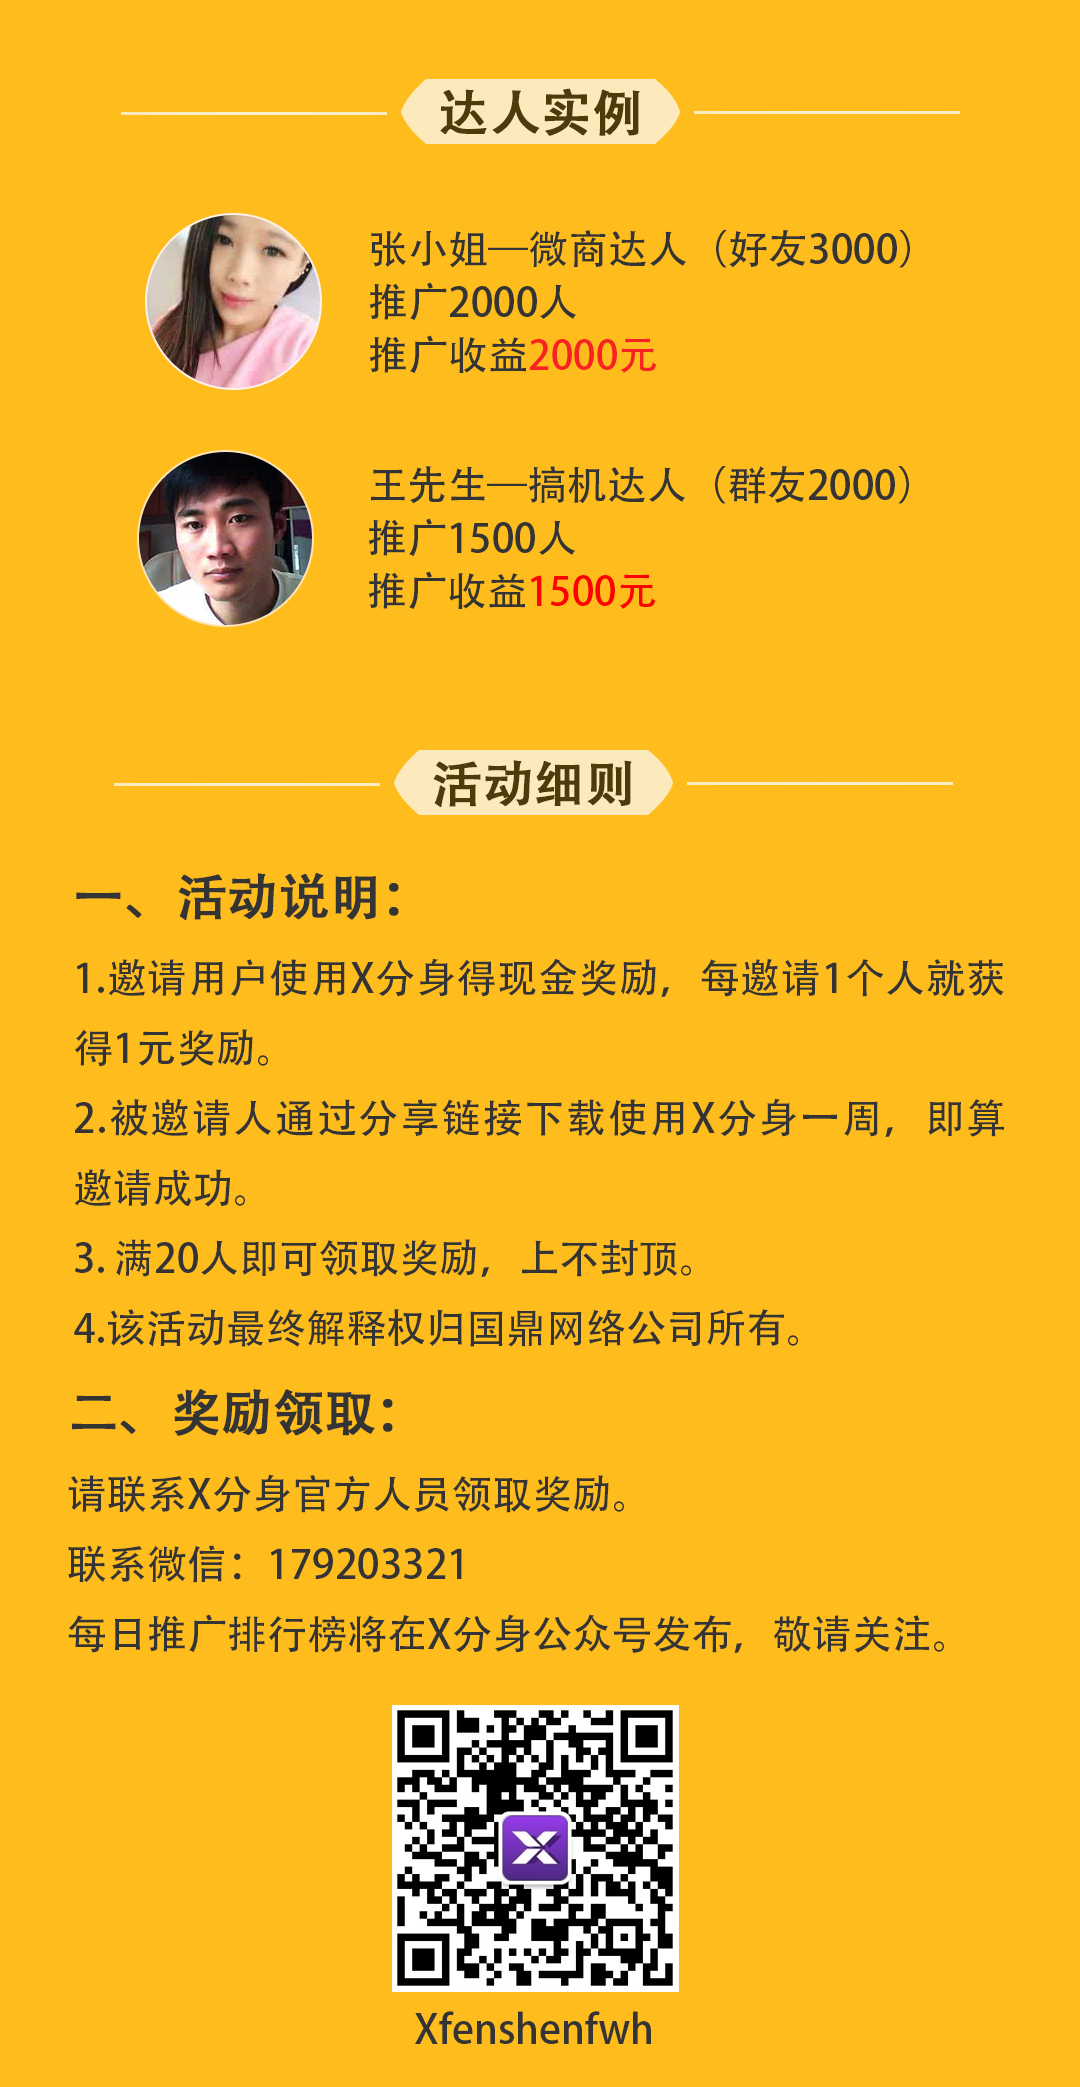 达人实例
张小姐—微商达人（好友3000）
推广2000人
推广收益2000元
王先生—搞机达人（群友2000）
推广1500人
推广收益1500元
活动细则
一、活动说明：
1.邀请用户使用X分身得现金奖励，每邀请1个人就获
得1元奖励。
2.被邀请人通过分享链接下载使用X分身一周，即算
邀请成功。
3. 满20人即可领取奖励，上不封顶。
4.该活动最终解释权归国鼎网络公司所有。
二、奖励领取：
请联系X分身官方人员领取奖励。
联系微信：179203321
每日推广排行榜将在X分身公众号发布，敬请关注。
X
Xfenshenfwh